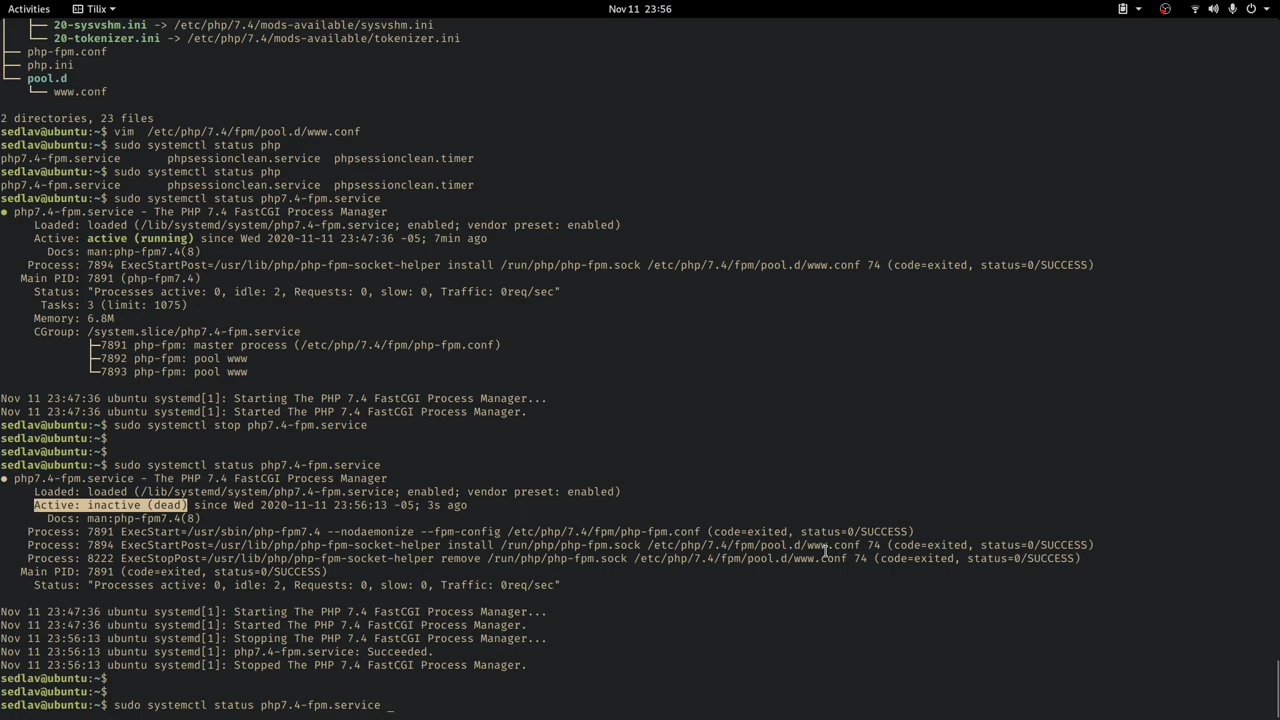 Activities Tilix Nov 11 23:56
20-sysvshm.ini -> /etc/php/7.4/mods-available/sysvshm.ini
20-tokenizer.ini -> /etc/php/7.4/mods-available/tokenizer.ini
php-fpm.conf
php.ini
pool.d
www.conf
2 directories, 23 files
sedlav@ubuntu:~$ vim  /etc/php/7.4/fpm/pool.d/www.conf
sedlav@ubuntu:~$ sudo systemctl status php
php7.4-fpm.service       phpsessionclean.service  phpsessionclean.timer
sedlav@ubuntu:~$ sudo systemctl status php
php7.4-fpm.service       phpsessionclean.service  phpsessionclean.timer
sedlav@ubuntu:~$ sudo systemctl status php7.4-fpm.service
● php7.4-fpm.service - The PHP 7.4 FastCGI Process Manager
Loaded: loaded (/lib/systemd/system/php7.4-fpm.service; enabled; vendor preset: enabled)
Active: active (running) since Wed 2020-11-11 23:47:36 -05; 7min ago
Docs: man:php-fpm7.4(8)
Process: 7894 ExecStartPost=/usr/lib/php/php-fpm-socket-helper install /run/php/php-fpm.sock /etc/php/7.4/fpm/pool.d/www.conf 74 (code=exited, status=0/SUCCESS)
Main PID: 7891 (php-fpm7.4)
Status: "Processes active: 0, idle: 2, Requests: 0, slow: 0, Traffic: 0req/sec"
Tasks: 3 (limit: 1075)
Memory: 6.8M
CGroup: /system.slice/php7.4-fpm.service
├─7891 php-fpm: master process (/etc/php/7.4/fpm/php-fpm.conf)
├─7892 php-fpm: pool www
└─7893 php-fpm: pool www
Nov 11 23:47:36 ubuntu systemd[1]: Starting The PHP 7.4 FastCGI Process Manager...
Nov 11 23:47:36 ubuntu systemd[1]: Started The PHP 7.4 FastCGI Process Manager.
sedlav@ubuntu:~$ sudo systemctl stop php7.4-fpm.service
sedlav@ubuntu:~$
sedlav@ubuntu:~$
sedlav@ubuntu:~$ sudo systemctl status php7.4-fpm.service
● php7.4-fpm.service - The PHP 7.4 FastCGI Process Manager
Loaded: loaded (/lib/systemd/system/php7.4-fpm.service; enabled; vendor preset: enabled)
Active: inactive (dead) since Wed 2020-11-11 23:56:13 -05; 3s ago
Docs: man:php-fpm7.4(8)
Process: 7891 ExecStart=/usr/sbin/php-fpm7.4 --nodaemonize --fpm-config /etc/php/7.4/fpm/php-fpm.conf (code=exited, status=0/SUCCESS)
Process: 7894 ExecStartPost=/usr/lib/php/php-fpm-socket-helper install /run/php/php-fpm.sock /etc/php/7.4/fpm/pool.d/www.conf 74 (code=exited, status=0/SUCCESS)
Process: 8222 ExecStopPost=/usr/lib/php/php-fpm-socket-helper remove /run/php/php-fpm.sock /etc/php/7.4/fpm/pool.d/www.conf 74 (code=exited, status=0/SUCCESS)
Main PID: 7891 (code=exited, status=0/SUCCESS)
Status: "Processes active: 0, idle: 2, Requests: 0, slow: 0, Traffic: 0req/sec"
Nov 11 23:47:36 ubuntu systemd[1]: Starting The PHP 7.4 FastCGI Process Manager...
Nov 11 23:47:36 ubuntu systemd[1]: Started The PHP 7.4 FastCGI Process Manager.
Nov 11 23:56:13 ubuntu systemd[1]: Stopping The PHP 7.4 FastCGI Process Manager...
Nov 11 23:56:13 ubuntu systemd[1]: php7.4-fpm.service: Succeeded.
Nov 11 23:56:13 ubuntu systemd[1]: Stopped The PHP 7.4 FastCGI Process Manager.
sedlav@ubuntu:~$
sedlav@ubuntu:~$
sedlav@ubuntu:~$ sudo systemctl status php7.4-fpm.service _